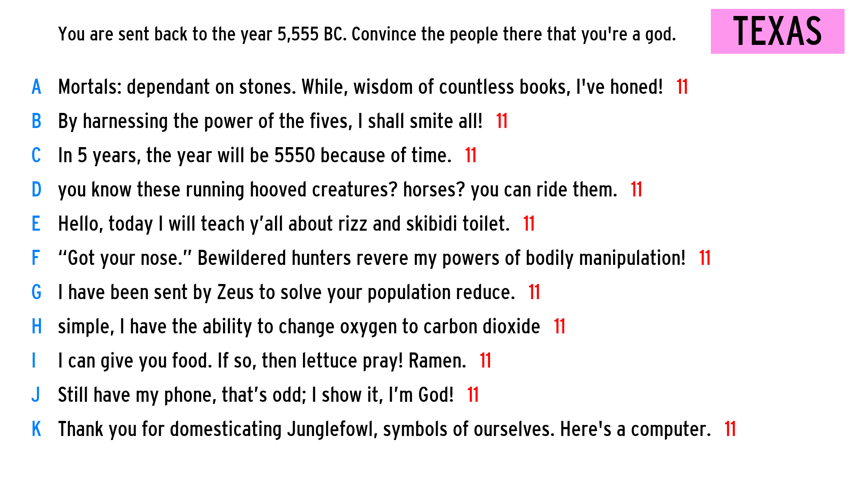 You are sent back to the year 5,555 BC. Convince the people there that you're a god.
TEXAS
A Mortals: dependant on stones. While, wisdom of countless books, I've honed! 11
B By harnessing the power of the fives, I shall smite all! 11
C In 5 years, the year will be 5550 because of time. 11
D you know these running hooved creatures? horses? you can ride them. 11
E Hello, today I will teach y’all about rizz and skibidi toilet. 11
F “Got your nose.” Bewildered hunters revere my powers of bodily manipulation! 11
G I have been sent by Zeus to solve your population reduce. 11
H simple, I have the ability to change oxygen to carbon dioxide 11
I I can give you food. If so, then lettuce pray! Ramen. 11
J Still have my phone, that’s odd; I show it, I’m God! 11
K Thank you for domesticating Junglefowl, symbols of ourselves. Here's a computer. 11